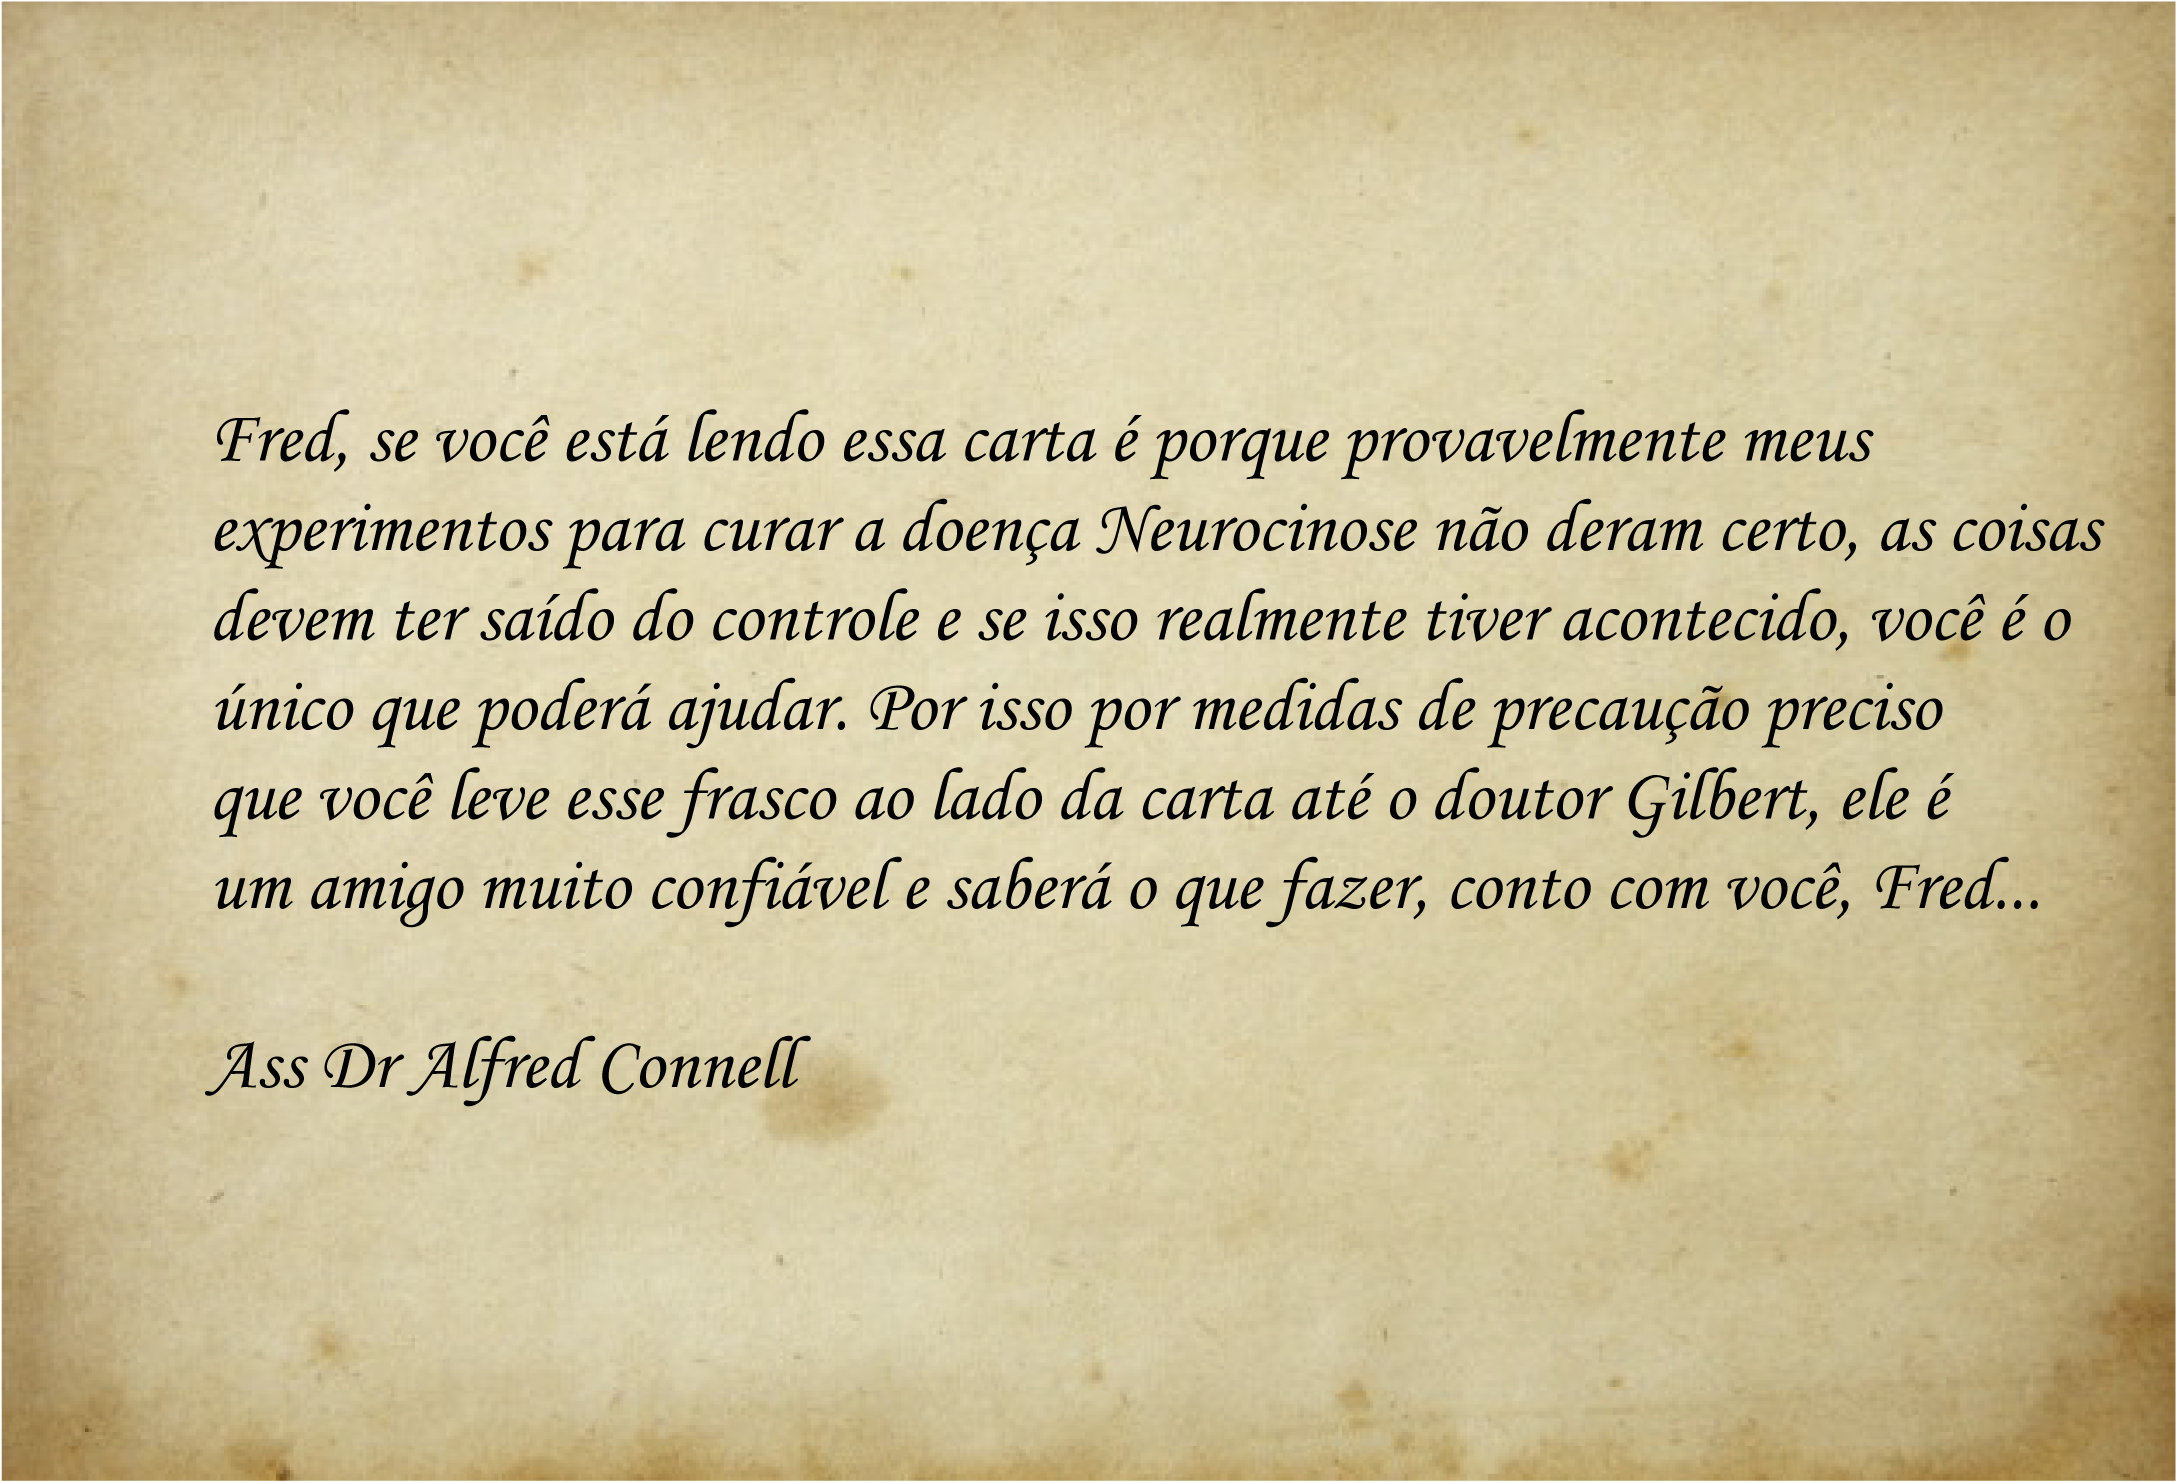 Fred, se você está lendo essa carta é porque provavelmente meus
experimentos para curar a doença Neurocinose não deram certo, as coisas
devem ter saído do controle e se isso realmente tiver acontecido, você é o
único que poderá ajudar. Por isso por medidas de precaução preciso
que você leve esse frasco ao lado da carta até o doutor Gilbert, ele é
um amigo muito confiável e saberá o que fazer, conto com você, Fred...
Ass Dr Alfred Connell